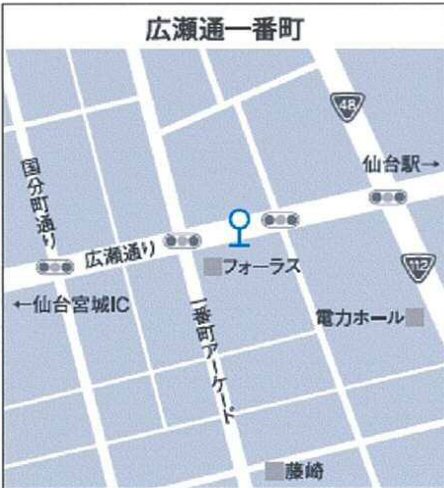 広瀬通一番町
48
仙台駅→
国分町通り
広瀬通り
フォーラス
112
←仙台宮城IC
電力ホール
一番町アーケード
藤崎